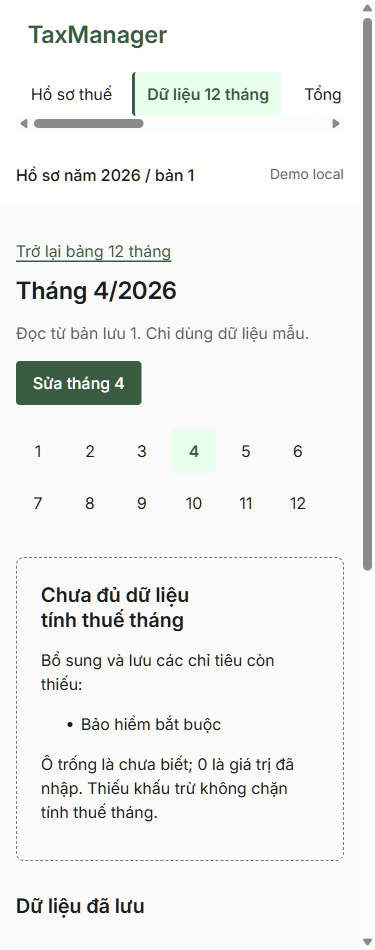 TaxManager
Hồ sơ thuế Dữ liệu 12 tháng Tổng
Hồ sơ năm 2026 / bản 1 Demo local
Trở lại bảng 12 tháng
Tháng 4/2026
Đọc từ bản lưu 1. Chỉ dùng dữ liệu mẫu.
Sửa tháng 4
1 2 3 4 5 6
7 8 9 10 11 12
Chưa đủ dữ liệu
tính thuế tháng
Bổ sung và lưu các chỉ tiêu còn
thiếu:
• Bảo hiểm bắt buộc
Ô trống là chưa biết; 0 là giá trị đã
nhập. Thiếu khấu trừ không chặn
tính thuế tháng.
Dữ liệu đã lưu